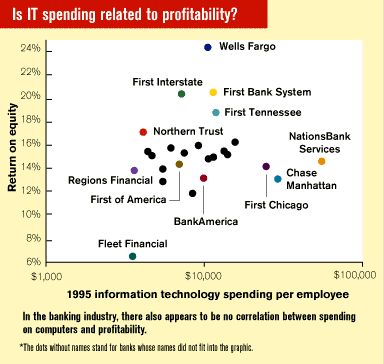 Is IT spending related to profitability?
24%
22%
20%
18%
16%
14%
12%
10%
8%
6%
Return on equity
Wells Fargo
First Interstate
First Bank System
First Tennessee
Northern Trust
NationsBank
Services
Regions Financial
Chase
Manhattan
First of America
First Chicago
BankAmerica
Fleet Financial
$1,000
$10,000
$100,000
1995 information technology spending per employee
In the banking industry, there also appears to be no correlation between spending
on computers and profitability.
*The dots without names stand for banks whose names did not fit into the graphic.